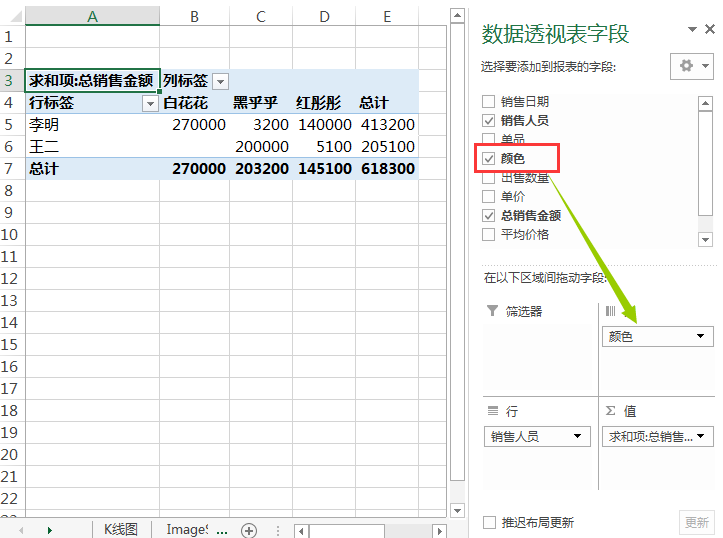 A B C D E
1
2
3 求和项:总销售金额 列标签
4 行标签 白花花 黑乎乎 红彤彤 总计
5 李明 270000 3200 140000 413200
6 王二 200000 5100 205100
7 总计 270000 203200 145100 618300
8
9
10
11
12
13
14
15
16
17
18
19
20
21
22
K线图 ImageS ...
数据透视表字段
选择要添加到报表的字段:
销售日期
销售人员
单品
颜色
出售数量
单价
总销售金额
平均价格
在以下区域间拖动字段:
筛选器
颜色
行 Σ 值
销售人员 求和项:总销售...
推迟布局更新 更新